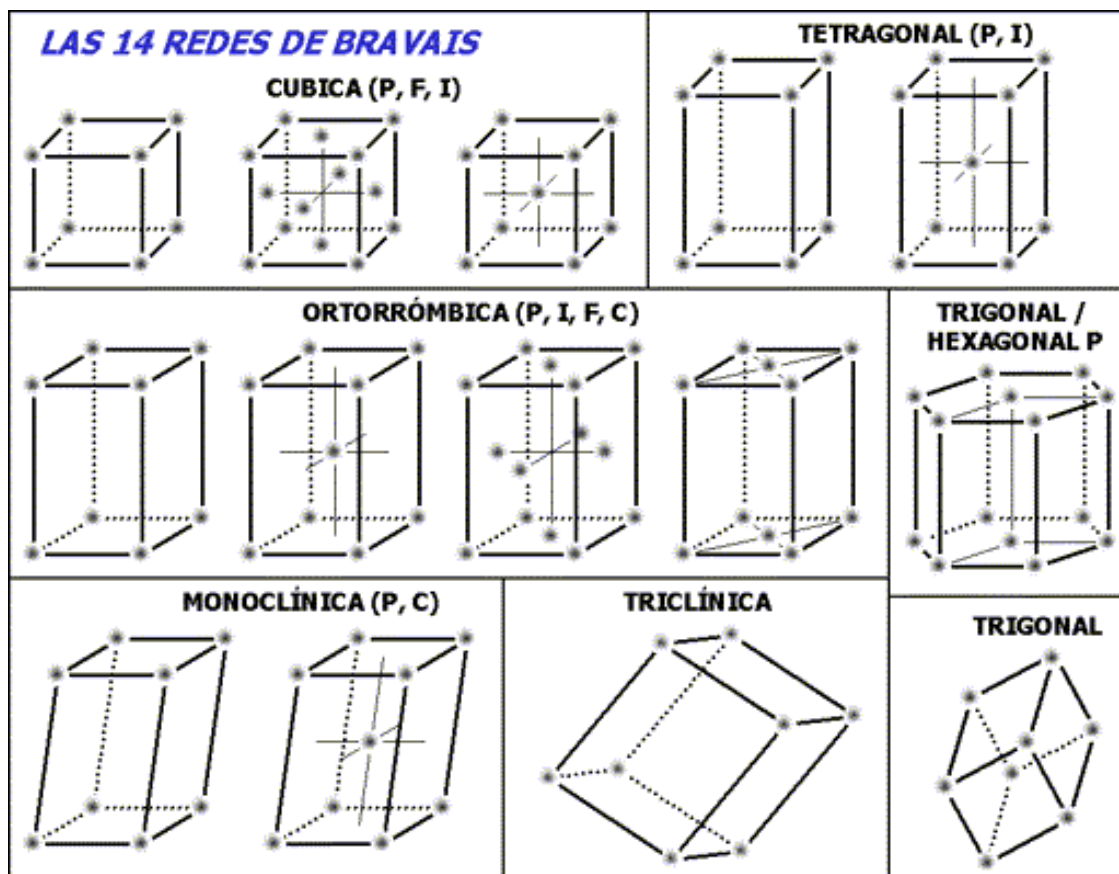 LAS 14 REDES DE BRAVAIS
CUBICA (P, F, I)
TETRAGONAL (P, I)
ORTORRÓMBICA (P, I, F, C)
TRIGONAL /
HEXAGONAL P
MONOCLÍNICA (P, C)
TRICLÍNICA
TRIGONAL